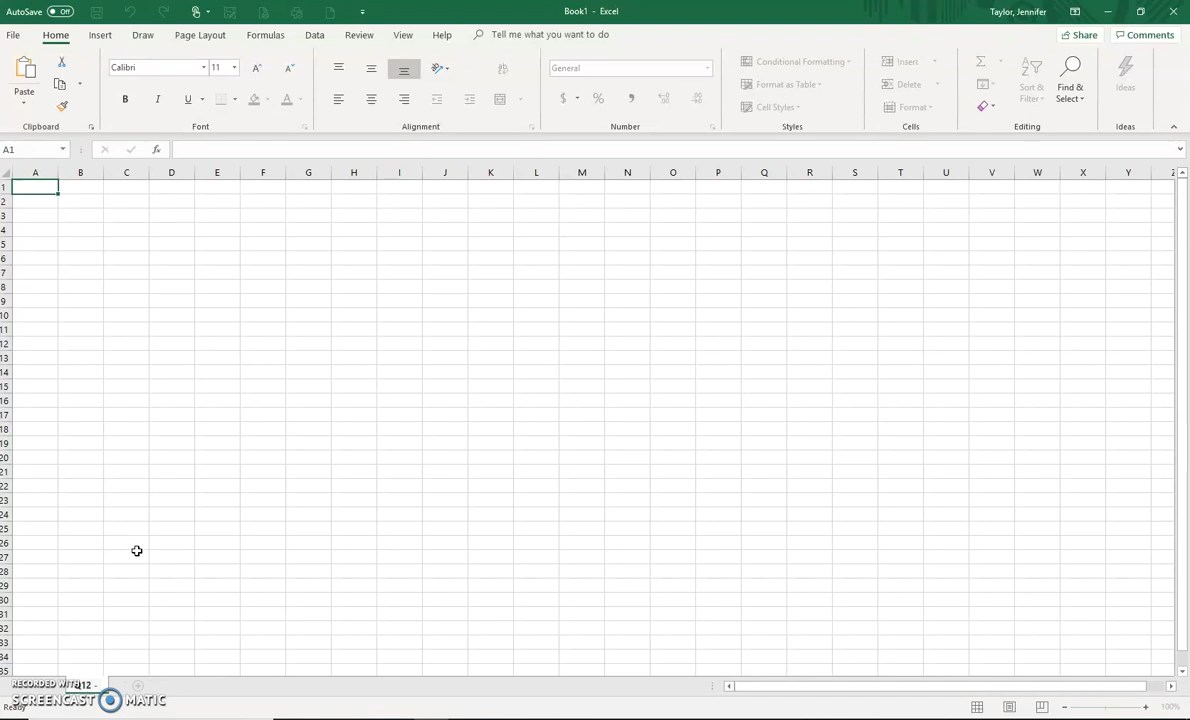 AutoSave Off
Book1 - Excel
Taylor, Jennifer
File Home Insert Draw Page Layout Formulas Data Review View Help Tell me what you want to do
Share Comments
Paste
Clipboard
Calibri 11
B I U
Font
Alignment
General
$ % ,
Number
Conditional Formatting
Format as Table
Cell Styles
Styles
Insert
Delete
Format
Cells
Sort & Filter
Find & Select
Editing
Ideas
Ideas
A1 fx
A B C D E F G H I J K L M N O P Q R S T U V W X Y Z
1
2
3
4
5
6
7
8
9
10
11
12
13
14
15
16
17
18
19
20
21
22
23
24
25
26
27
28
29
30
31
32
33
34
35
RECORDED WITH
SCREENCAST MATIC
Ready
100%